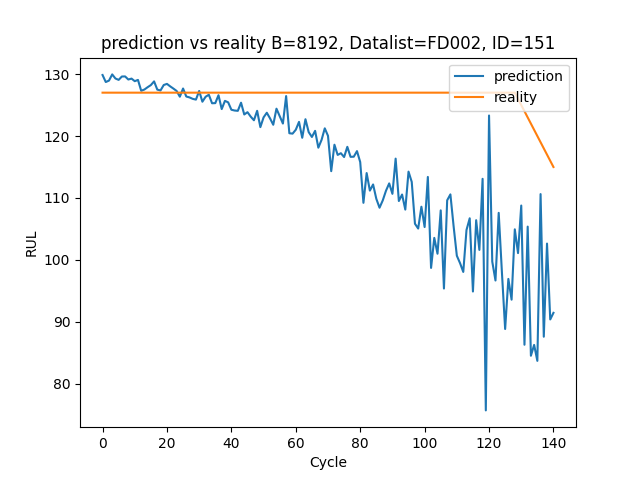 prediction vs reality B=8192, Datalist=FD002, ID=151
prediction
reality
RUL
130
120
110
100
90
80
0 20 40 60 80 100 120 140
Cycle